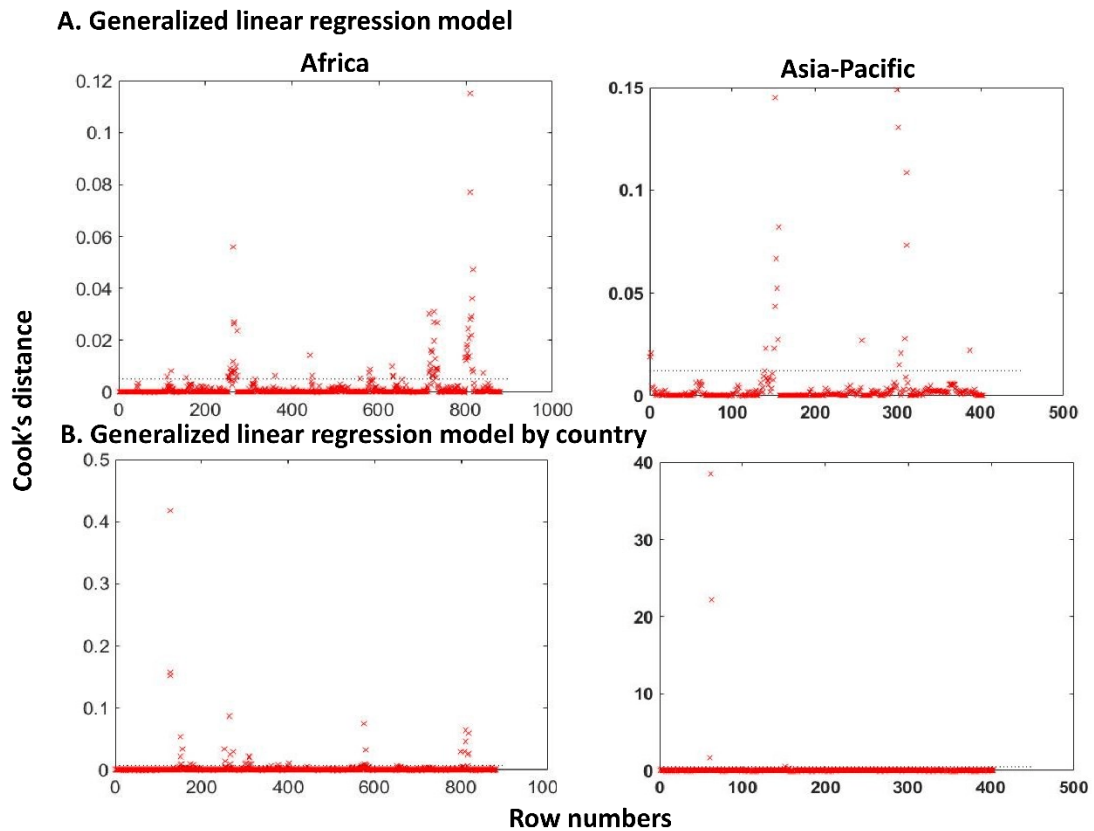 A. Generalized linear regression model
Africa
Asia-Pacific
0.12
0.1
0.08
0.06
0.04
0.02
0
0 200 400 600 800 1000
0.15
0.1
0.05
0
0 100 200 300 400 500
B. Generalized linear regression model by country
0.5
0.4
0.3
0.2
0.1
0
0 200 400 600 800 100
40
30
20
10
0
0 100 200 300 400 500
Cook's distance
Row numbers